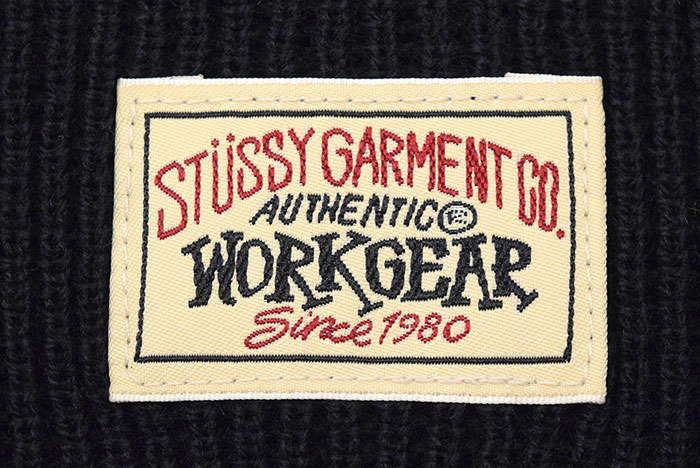 STÜSSY GARMENT CO.
AUTHENTIC
WORKGEAR
Since 1980